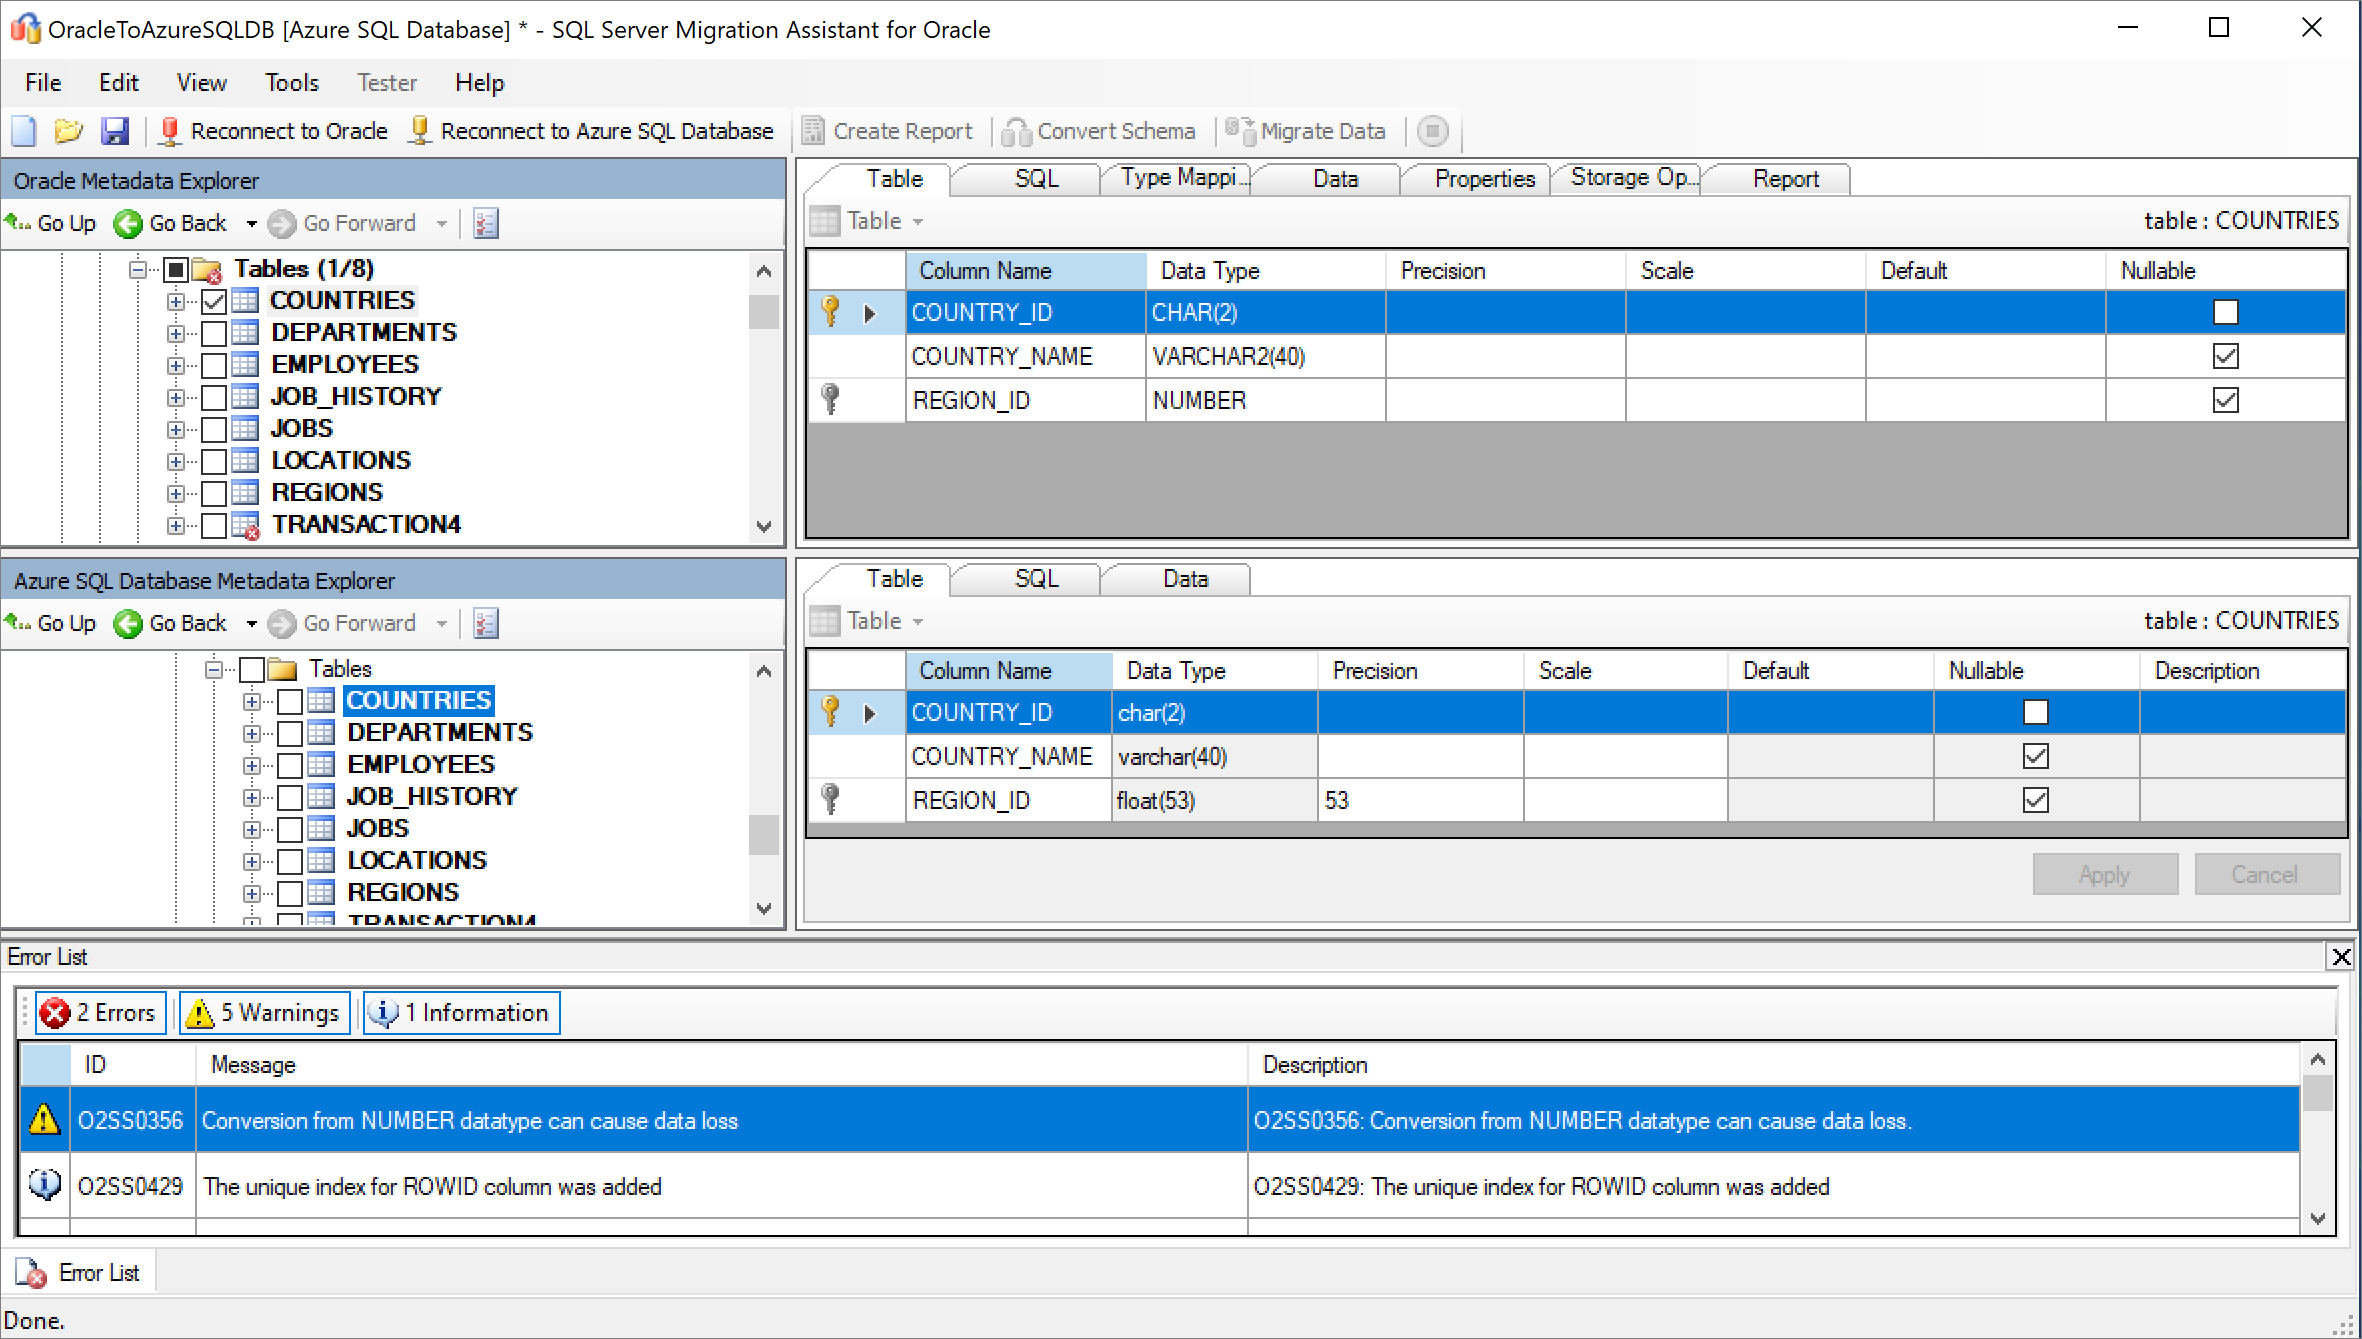 OracleToAzureSQLDB [Azure SQL Database] * - SQL Server Migration Assistant for Oracle
File Edit View Tools Tester Help
Reconnect to Oracle Reconnect to Azure SQL Database Create Report Convert Schema Migrate Data
Oracle Metadata Explorer
Go Up Go Back Go Forward
Tables (1/8)
COUNTRIES
DEPARTMENTS
EMPLOYEES
JOB_HISTORY
JOBS
LOCATIONS
REGIONS
TRANSACTION4
Table SQL Type Mappi... Data Properties Storage Op... Report
Table table : COUNTRIES
Column Name Data Type Precision Scale Default Nullable
COUNTRY_ID CHAR(2)
COUNTRY_NAME VARCHAR2(40)
REGION_ID NUMBER
Azure SQL Database Metadata Explorer
Go Up Go Back Go Forward
Tables
COUNTRIES
DEPARTMENTS
EMPLOYEES
JOB_HISTORY
JOBS
LOCATIONS
REGIONS
TRANSACTION4
Table SQL Data
Table table : COUNTRIES
Column Name Data Type Precision Scale Default Nullable Description
COUNTRY_ID char(2)
COUNTRY_NAME varchar(40)
REGION_ID float(53) 53
Apply Cancel
Error List
2 Errors 5 Warnings 1 Information
ID Message Description
O2SS0356 Conversion from NUMBER datatype can cause data loss O2SS0356: Conversion from NUMBER datatype can cause data loss.
O2SS0429 The unique index for ROWID column was added O2SS0429: The unique index for ROWID column was added
Error List
Done.